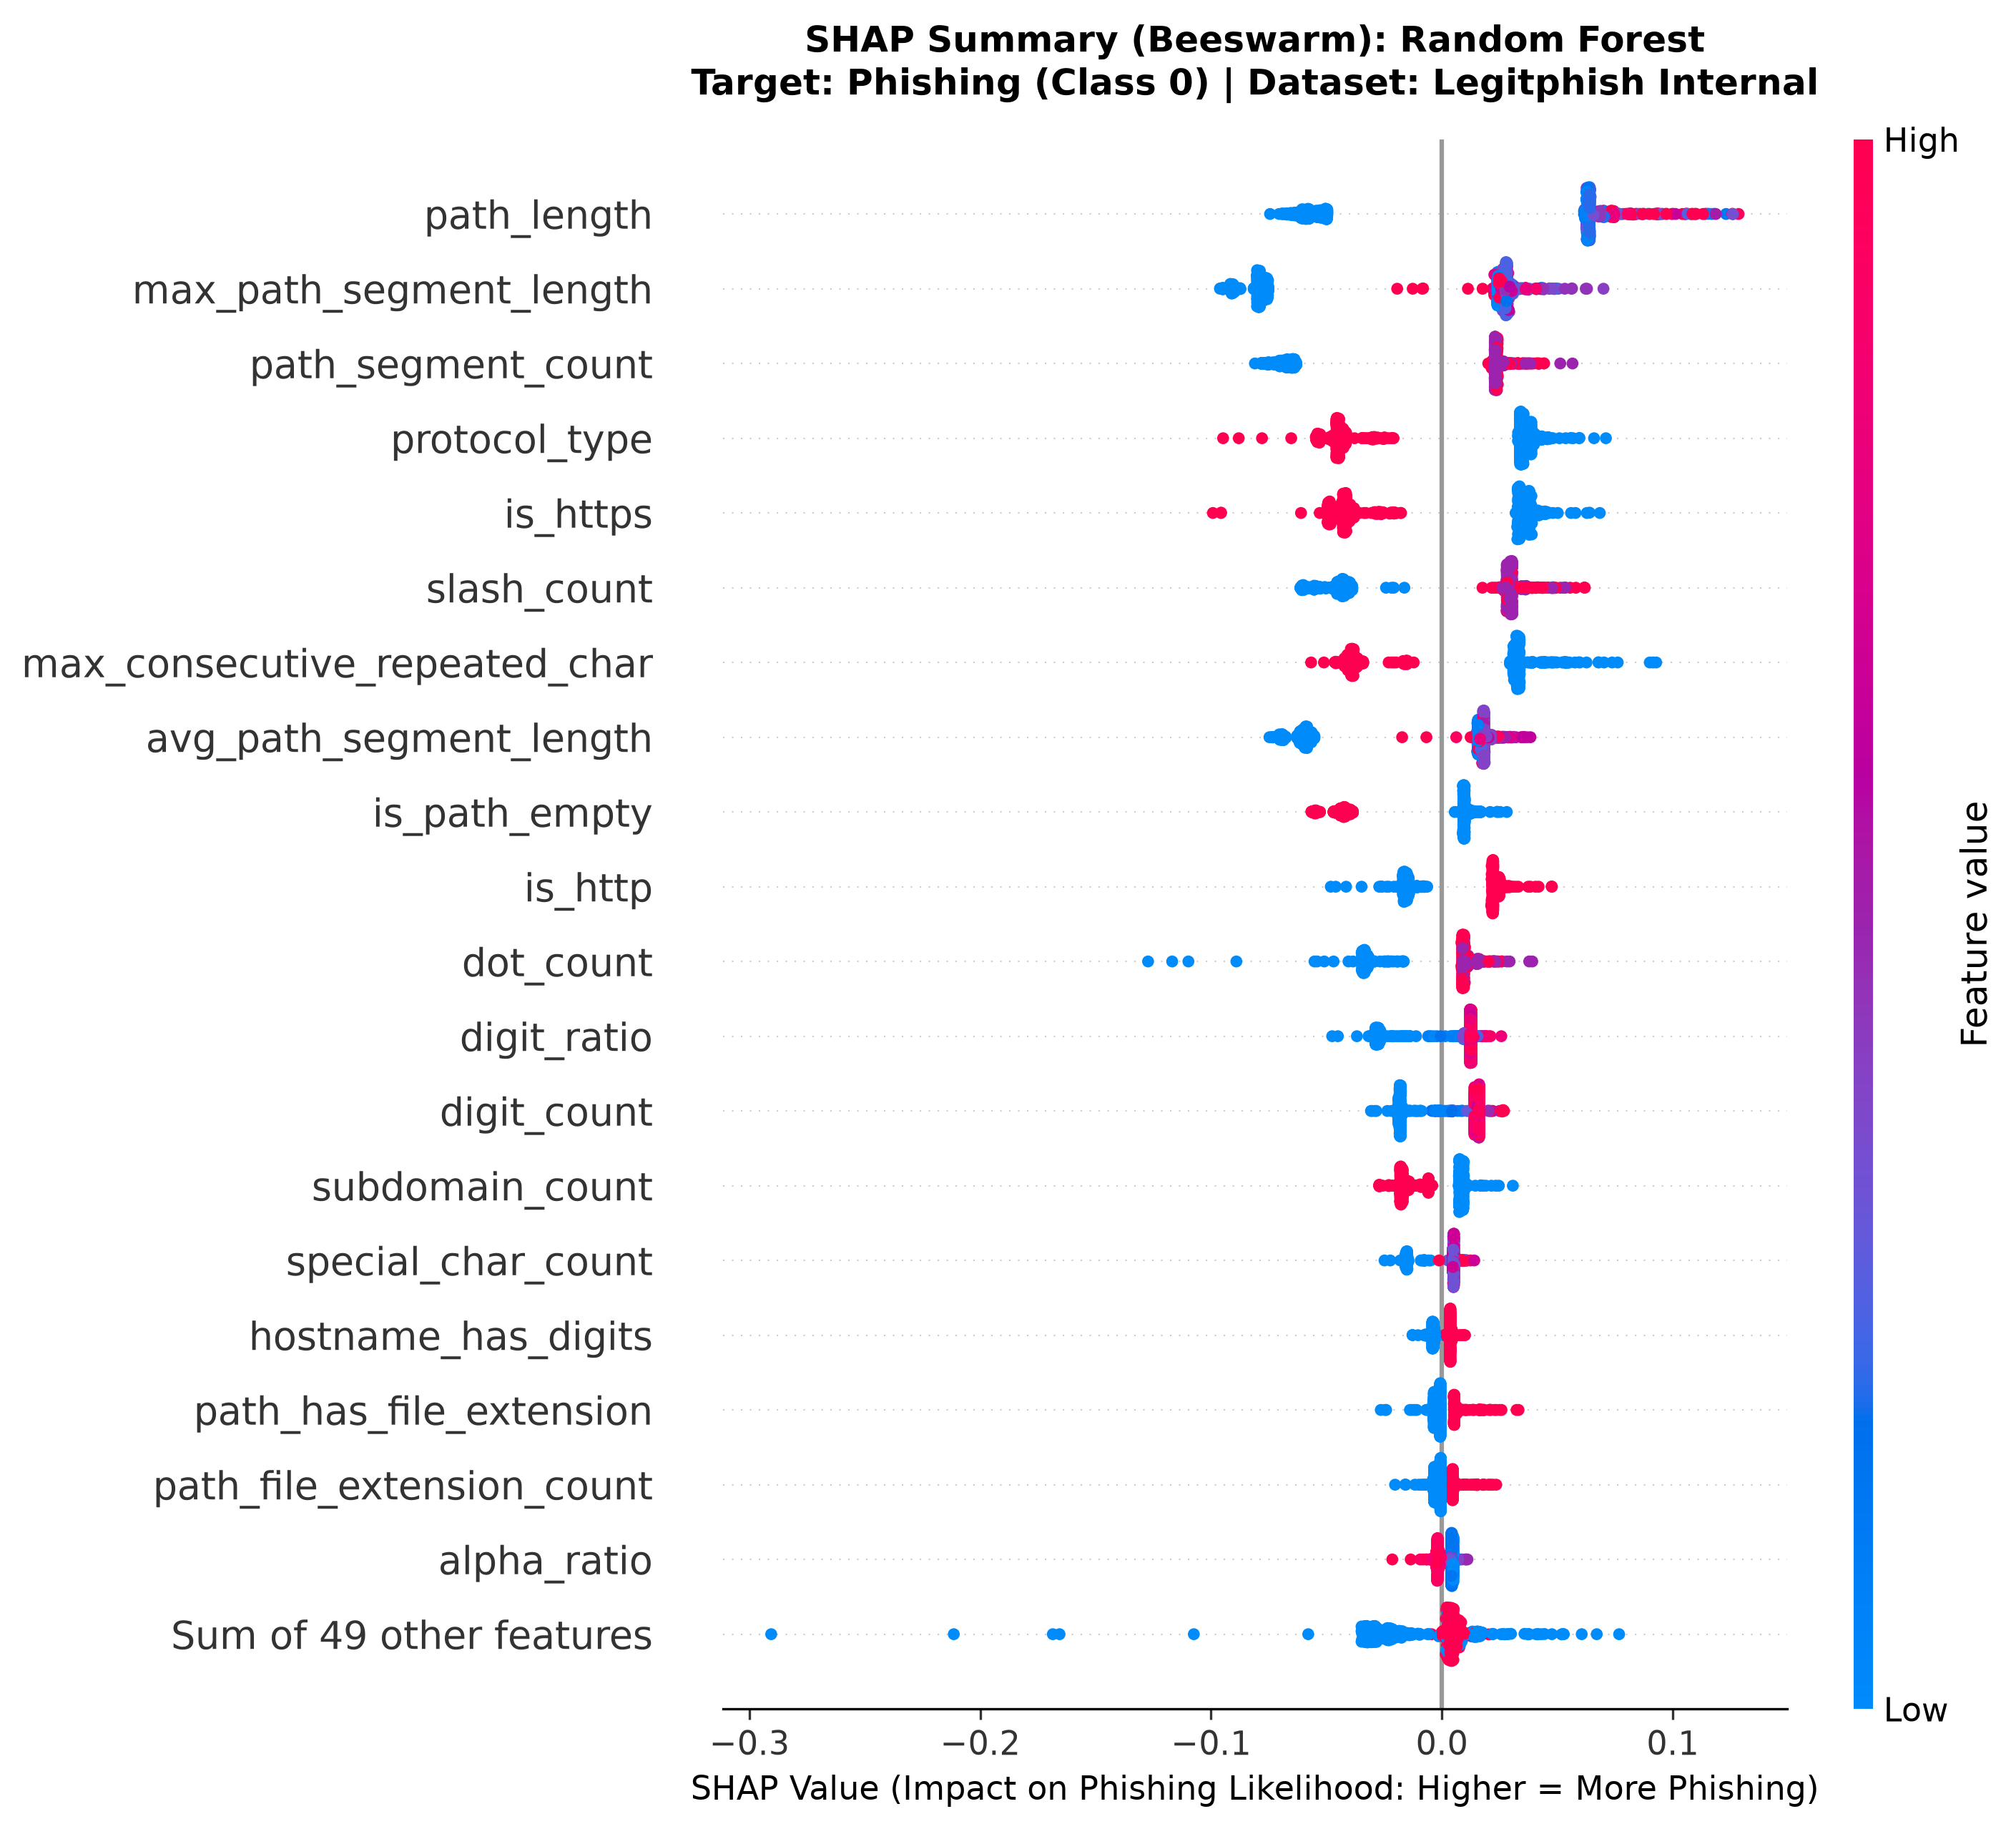 SHAP Summary (Beeswarm): Random Forest
Target: Phishing (Class 0) | Dataset: Legitphish Internal
High
path_length
max_path_segment_length
path_segment_count
protocol_type
is_https
slash_count
max_consecutive_repeated_char
avg_path_segment_length
is_path_empty
is_http
dot_count
digit_ratio
digit_count
subdomain_count
special_char_count
hostname_has_digits
path_has_file_extension
path_file_extension_count
alpha_ratio
Sum of 49 other features
Feature value
Low
−0.3 −0.2 −0.1 0.0 0.1
SHAP Value (Impact on Phishing Likelihood: Higher = More Phishing)